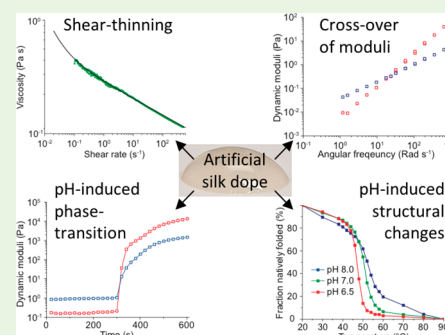 Shear-thinning
Cross-over
of moduli
Viscosity (Pa s)
10⁰
10⁻¹
10⁻² 10⁻¹ 10⁰ 10¹ 10²
Shear rate (s⁻¹)
Dynamic moduli (Pa)
10²
10¹
10⁰
10⁻¹
10⁻²
10⁻³
10⁻¹ 10⁰ 10¹ 10²
Angular freqeuncy (Rad s⁻¹)
Artificial
silk dope
pH-induced
phase-
transition
Dynamic moduli (Pa)
10⁵
10⁴
10³
10²
10¹
10⁰
10⁻¹
0 200 400 600
pH-induced
structural
changes
Fraction natively folded (%)
100
80
60
40
20
0
pH 8.0
pH 7.0
pH 6.5
20 30 40 50 60 70 80 90